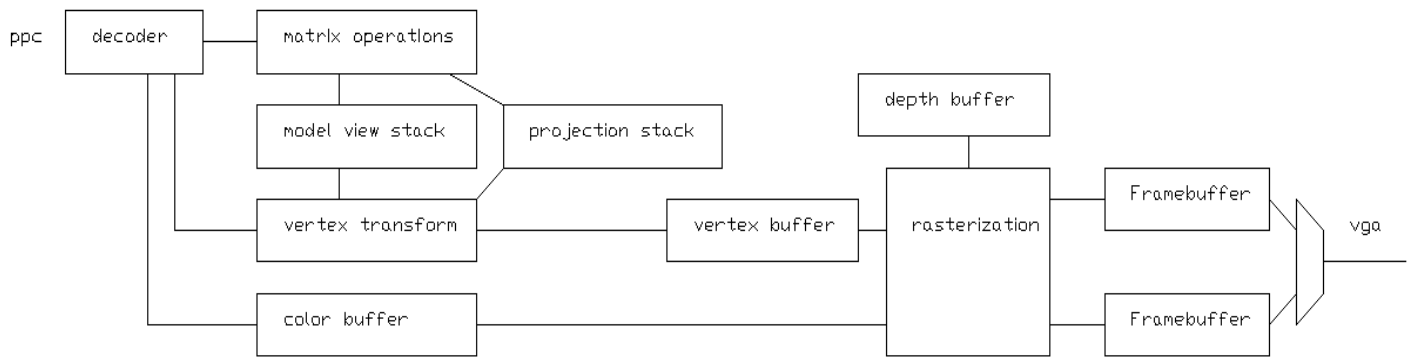 ppc
decoder
matrix operations
depth buffer
model view stack
projection stack
Framebuffer
vertex transform
vertex buffer
rasterization
vga
color buffer
Framebuffer